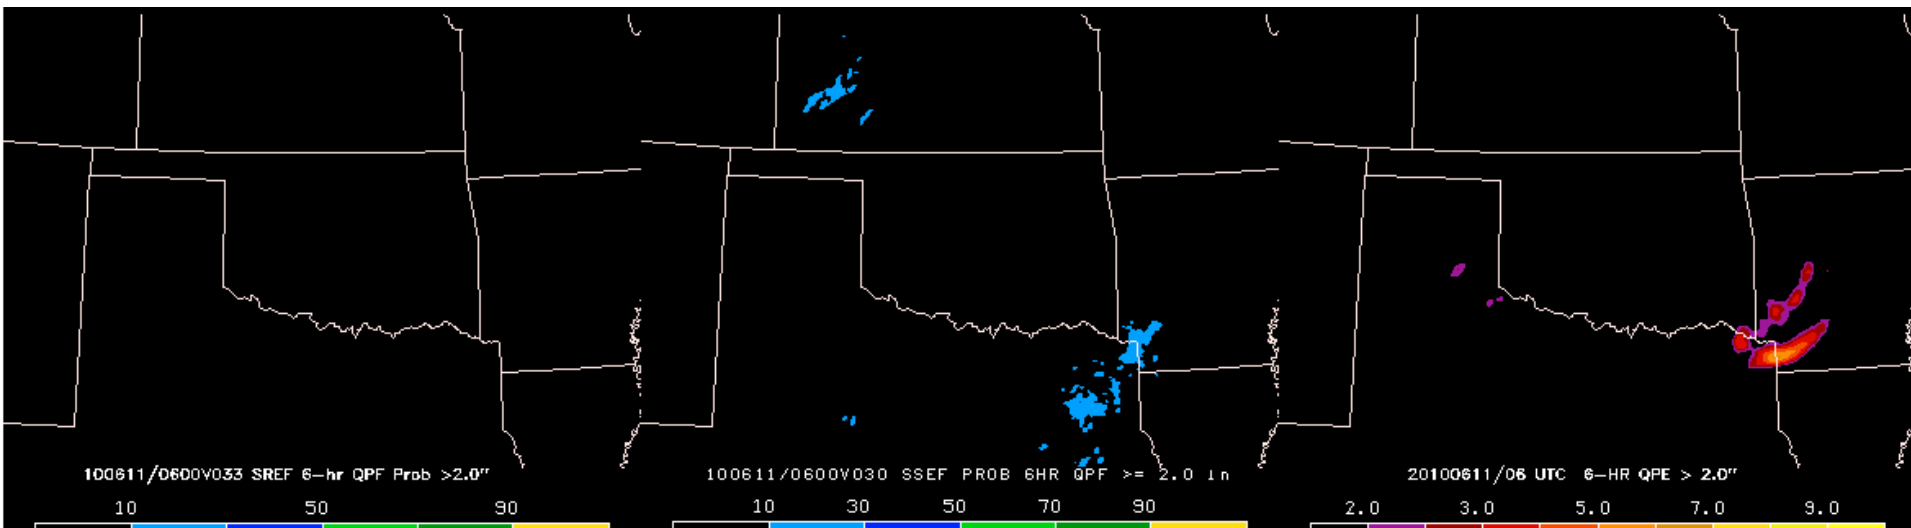 100611/0600V033 SREF 6-hr QPF Prob >2.0"
10 50 90
100611/0600V030 SSEF PROB 6HR QPF >= 2.0 in
10 30 50 70 90
20100611/06 UTC 6-HR QPE > 2.0"
2.0 3.0 5.0 7.0 9.0